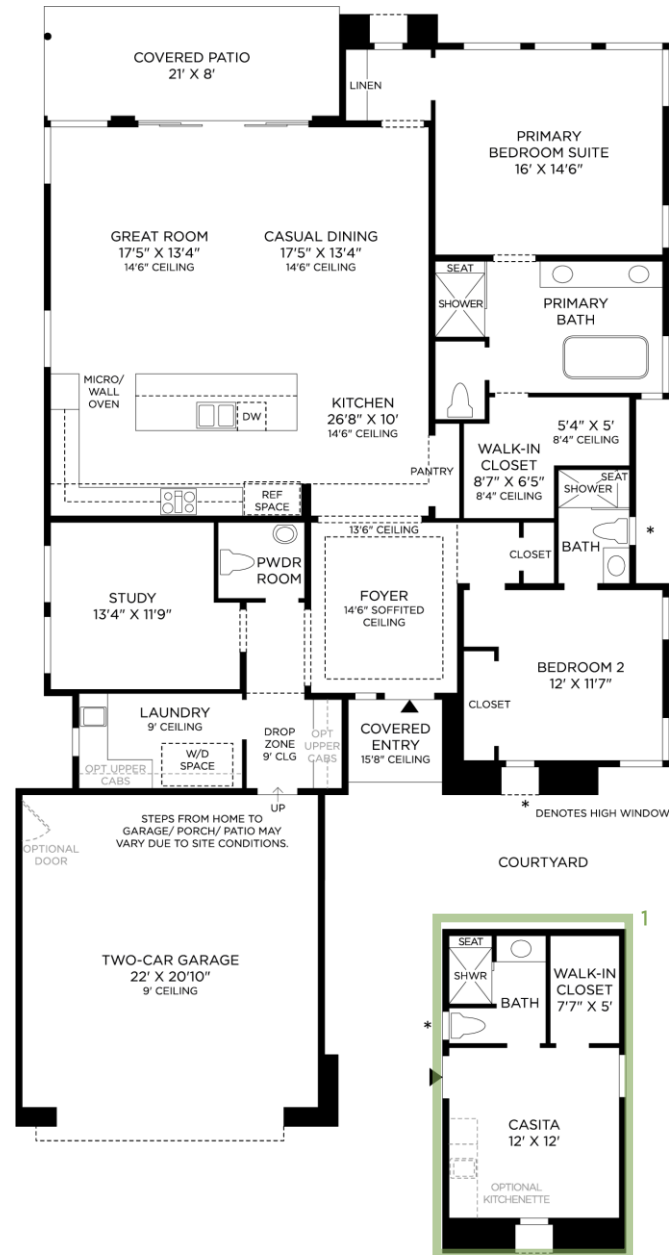 COVERED PATIO
21' X 8'
LINEN
PRIMARY
BEDROOM SUITE
16' X 14'6"
GREAT ROOM
17'5" X 13'4"
14'6" CEILING
CASUAL DINING
17'5" X 13'4"
14'6" CEILING
SEAT
SHOWER
PRIMARY
BATH
MICRO/
WALL
OVEN
DW
KITCHEN
26'8" X 10'
14'6" CEILING
PANTRY
WALK-IN
CLOSET
8'7" X 6'5"
8'4" CEILING
5'4" X 5'
8'4" CEILING
REF
SPACE
SEAT
SHOWER
BATH
*
13'6" CEILING
CLOSET
PWDR
ROOM
STUDY
13'4" X 11'9"
FOYER
14'6" SOFFITED
CEILING
BEDROOM 2
12' X 11'7"
CLOSET
LAUNDRY
9' CEILING
W/D
SPACE
OPT UPPER
CABS
DROP
ZONE
9' CLG
OPT
UPPER
CABS
COVERED
ENTRY
15'8" CEILING
UP
* DENOTES HIGH WINDOW
STEPS FROM HOME TO
GARAGE/ PORCH/ PATIO MAY
VARY DUE TO SITE CONDITIONS.
OPTIONAL
DOOR
COURTYARD
TWO-CAR GARAGE
22' X 20'10"
9' CEILING
1
SEAT
SHWR
BATH
WALK-IN
CLOSET
7'7" X 5'
*
CASITA
12' X 12'
OPTIONAL
KITCHENETTE